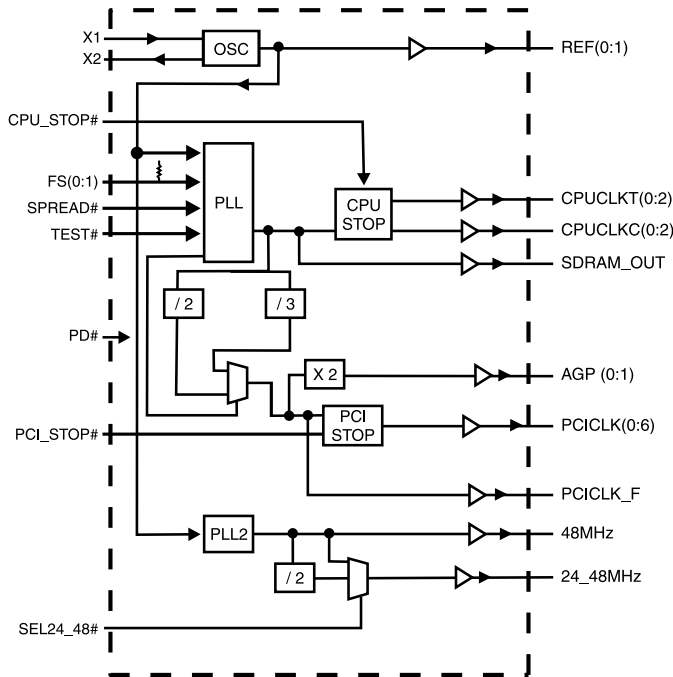 X1
X2
OSC
REF(0:1)
CPU_STOP#
FS(0:1)
SPREAD#
TEST#
PLL
CPU
STOP
CPUCLKT(0:2)
CPUCLKC(0:2)
SDRAM_OUT
/ 2
/ 3
PD#
X 2
AGP (0:1)
PCI_STOP#
PCI
STOP
PCICLK(0:6)
PCICLK_F
PLL2
48MHz
/ 2
24_48MHz
SEL24_48#